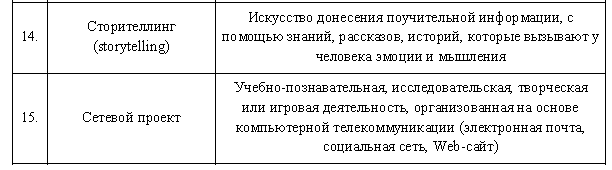 14. Сторителлинг (storytelling) Искусство донесения поучительной информации, с
помощью знаний, рассказов, историй, которые вызывают у
человека эмоции и мышления
15. Сетевой проект Учебно-познавательная, исследовательская, творческая
или игровая деятельность, организованная на основе
компьютерной телекоммуникации (электронная почта,
социальная сеть, Web-сайт)